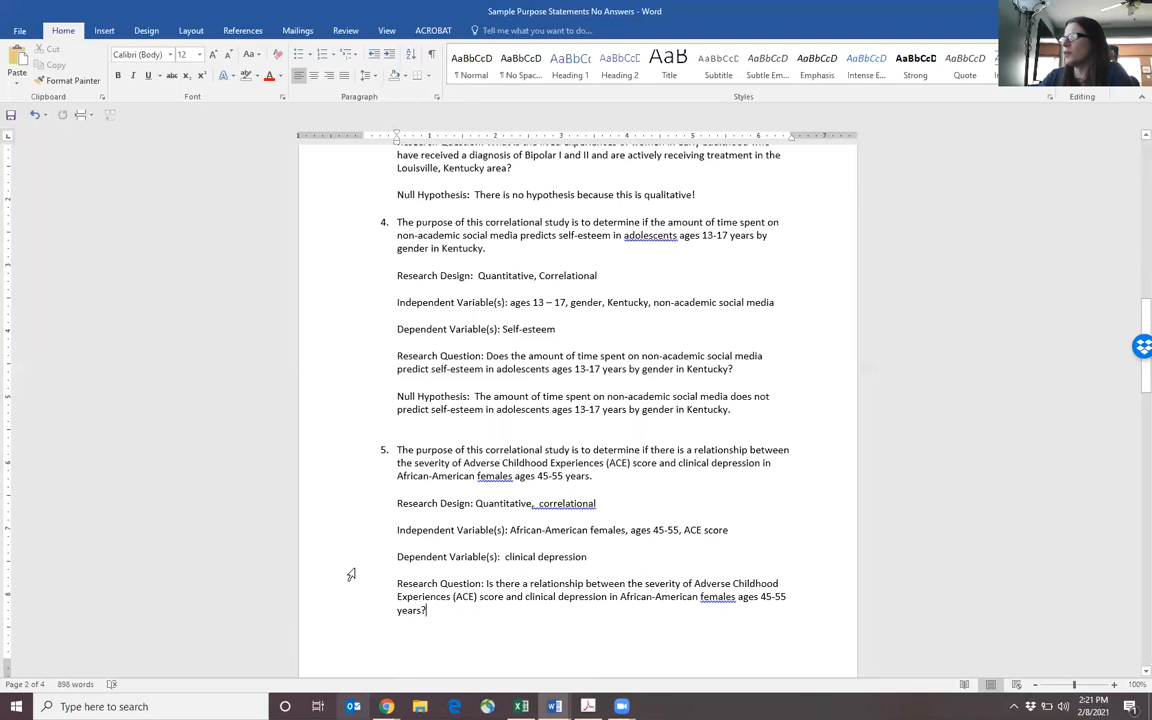 Sample Purpose Statements No Answers - Word
File Home Insert Design Layout References Mailings Review View ACROBAT Tell me what you want to do...
Cut
Copy
Format Painter
Paste
Calibri (Body) 12
Clipboard Font Paragraph Styles Editing
AaBbCcDc AaBbCcDc AaBbC AaBbCcC AaB AaBbCcD AaBbCcDc AaBbCcDc AaBbCcDc AaBbCcDc AaBbCcDc
¶ Normal ¶ No Spac... Heading 1 Heading 2 Title Subtitle Subtle Em... Emphasis Intense E... Strong Quote
have received a diagnosis of Bipolar I and II and are actively receiving treatment in the
Louisville, Kentucky area?
Null Hypothesis: There is no hypothesis because this is qualitative!
4. The purpose of this correlational study is to determine if the amount of time spent on
non-academic social media predicts self-esteem in adolescents ages 13-17 years by
gender in Kentucky.
Research Design: Quantitative, Correlational
Independent Variable(s): ages 13 – 17, gender, Kentucky, non-academic social media
Dependent Variable(s): Self-esteem
Research Question: Does the amount of time spent on non-academic social media
predict self-esteem in adolescents ages 13-17 years by gender in Kentucky?
Null Hypothesis: The amount of time spent on non-academic social media does not
predict self-esteem in adolescents ages 13-17 years by gender in Kentucky.
5. The purpose of this correlational study is to determine if there is a relationship between
the severity of Adverse Childhood Experiences (ACE) score and clinical depression in
African-American females ages 45-55 years.
Research Design: Quantitative, correlational
Independent Variable(s): African-American females, ages 45-55, ACE score
Dependent Variable(s): clinical depression
Research Question: Is there a relationship between the severity of Adverse Childhood
Experiences (ACE) score and clinical depression in African-American females ages 45-55
years?
Page 2 of 4 898 words 100%
Type here to search
2:21 PM
2/8/2021